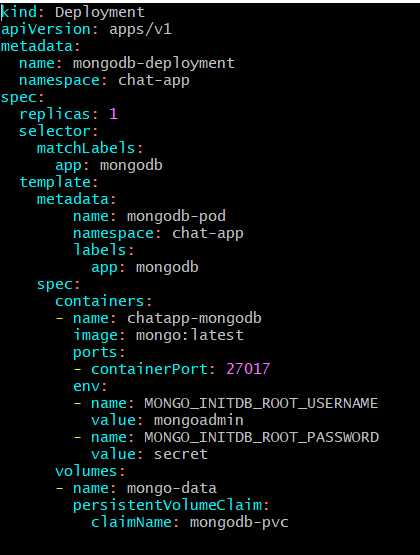 kind: Deployment
apiVersion: apps/v1
metadata:
  name: mongodb-deployment
  namespace: chat-app
spec:
  replicas: 1
  selector:
    matchLabels:
      app: mongodb
  template:
    metadata:
        name: mongodb-pod
        namespace: chat-app
        labels:
          app: mongodb
    spec:
      containers:
      - name: chatapp-mongodb
        image: mongo:latest
        ports:
        - containerPort: 27017
        env:
        - name: MONGO_INITDB_ROOT_USERNAME
          value: mongoadmin
        - name: MONGO_INITDB_ROOT_PASSWORD
          value: secret
      volumes:
      - name: mongo-data
        persistentVolumeClaim:
          claimName: mongodb-pvc